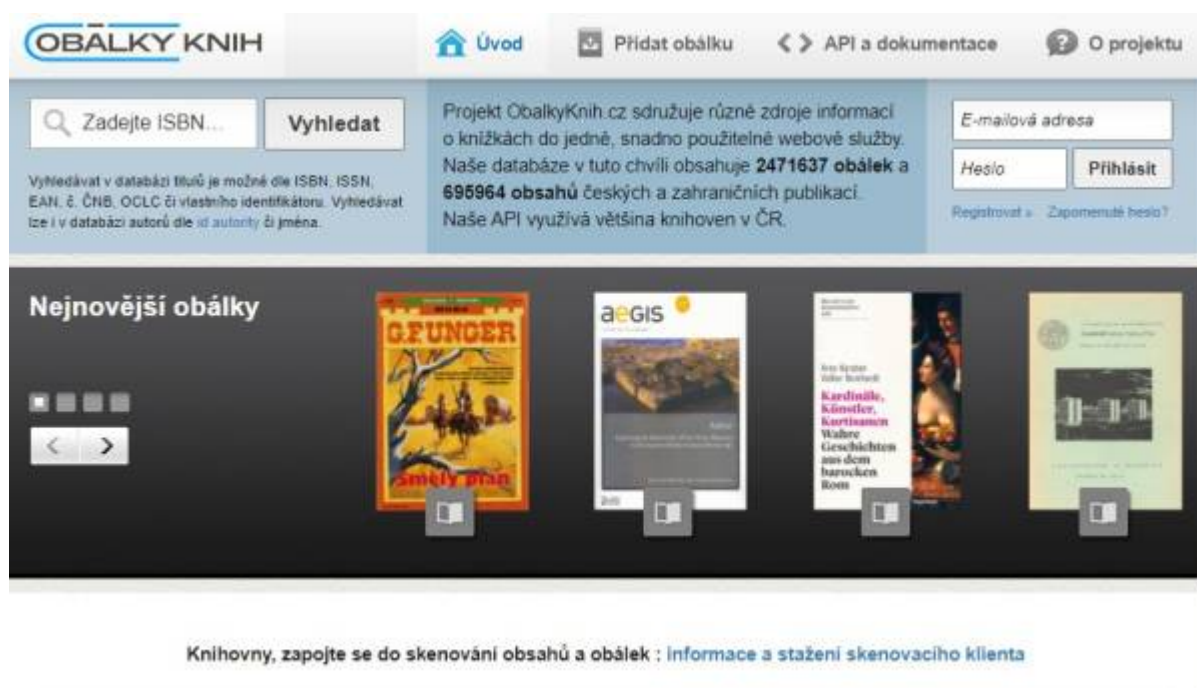 OBÁLKY KNIH
Úvod
Přidat obálku
API a dokumentace
O projektu
Zadejte ISBN...
Vyhledat
Vyhledávat v databázi titulů je možné dle ISBN, ISSN,
EAN, č. ČNB, OCLC či vlastního identifikátoru. Vyhledávat
lze i v databázi autorů dle id autority či jména.
Projekt ObalkyKnih.cz sdružuje různé zdroje informací
o knížkách do jedné, snadno použitelné webové služby.
Naše databáze v tuto chvíli obsahuje 2471637 obálek a
695964 obsahů českých a zahraničních publikací.
Naše API využívá většina knihoven v ČR.
E-mailová adresa
Heslo
Přihlásit
Registrovat »
Zapomenuté heslo?
Nejnovější obálky
G.F. UNGER
Smělý plán
aeGIS
Arne Karsten
Volker Reinhardt
Kardinäle,
Künstler,
Kurtisanen
Wahre
Geschichten
aus dem
barocken
Rom
Knihovny, zapojte se do skenování obsahů a obálek : informace a stažení skenovacího klienta